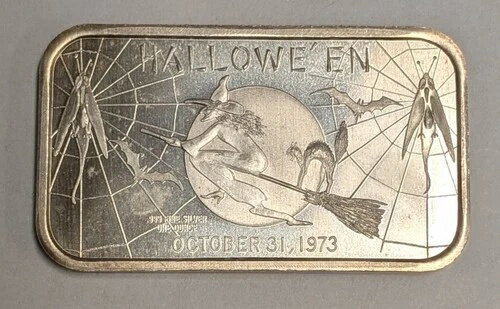 HALLOWE'EN
.999 FINE SILVER
ONE OUNCE
OCTOBER 31, 1973